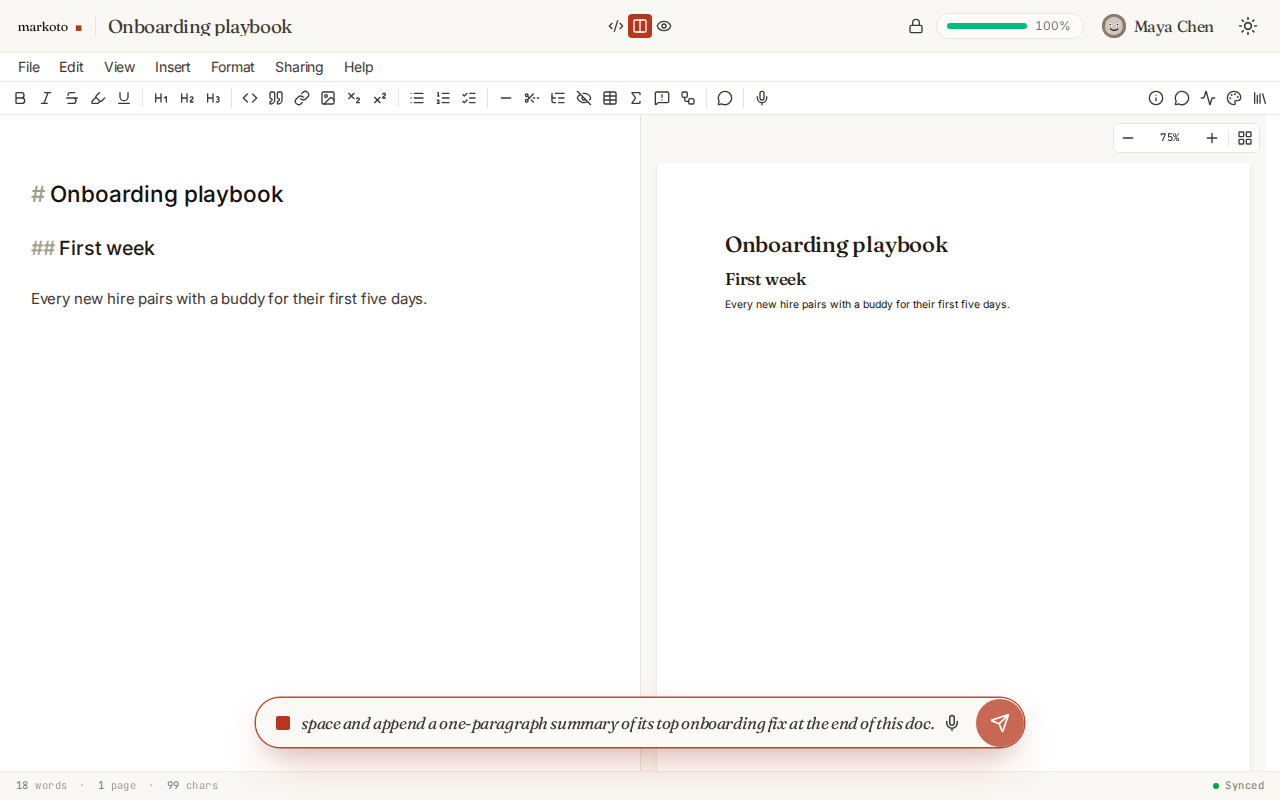 markoto
Onboarding playbook
100%
Maya Chen
File Edit View Insert Format Sharing Help
H1 H2 H3
75%
# Onboarding playbook
## First week
Every new hire pairs with a buddy for their first five days.
Onboarding playbook
First week
Every new hire pairs with a buddy for their first five days.
space and append a one-paragraph summary of its top onboarding fix at the end of this doc.
18 words · 1 page · 99 chars
Synced